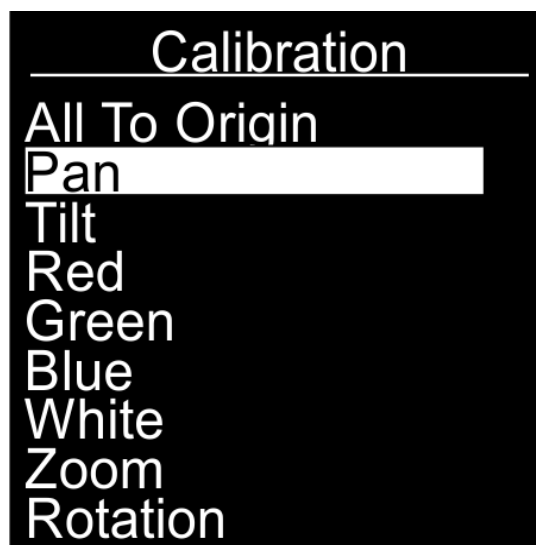 Calibration
All To Origin
Pan
Tilt
Red
Green
Blue
White
Zoom
Rotation